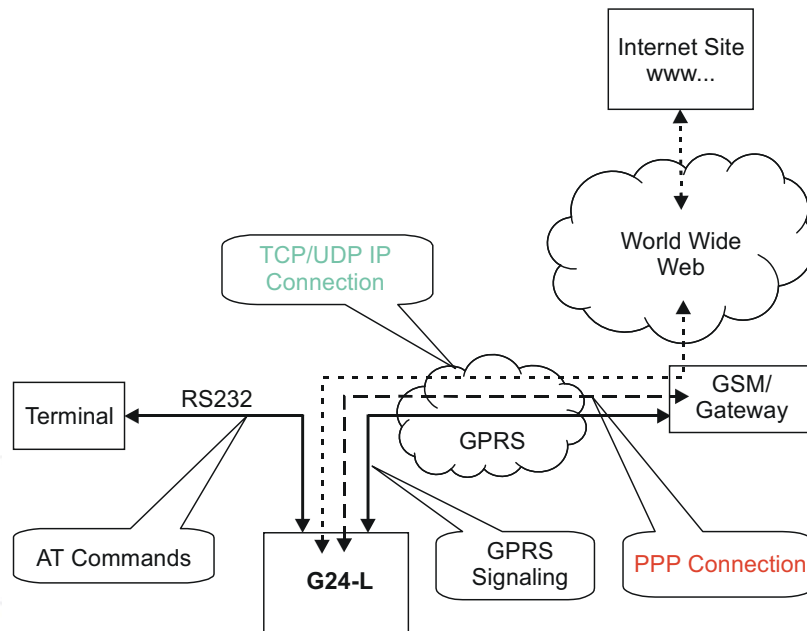 Internet Site
www...
World Wide
Web
TCP/UDP IP
Connection
RS232
Terminal
GSM/
Gateway
GPRS
AT Commands
G24-L
GPRS
Signaling
PPP Connection